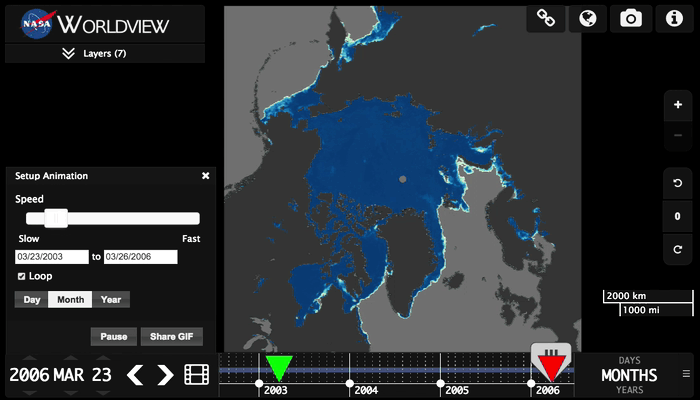 NASA WORLDVIEW
Layers (7)
Setup Animation
Speed
Slow Fast
03/23/2003 to 03/26/2006
Loop
Day Month Year
Pause Share GIF
0
2000 km
1000 mi
2006 MAR 23
2003 2004 2005 2006
DAYS
MONTHS
YEARS